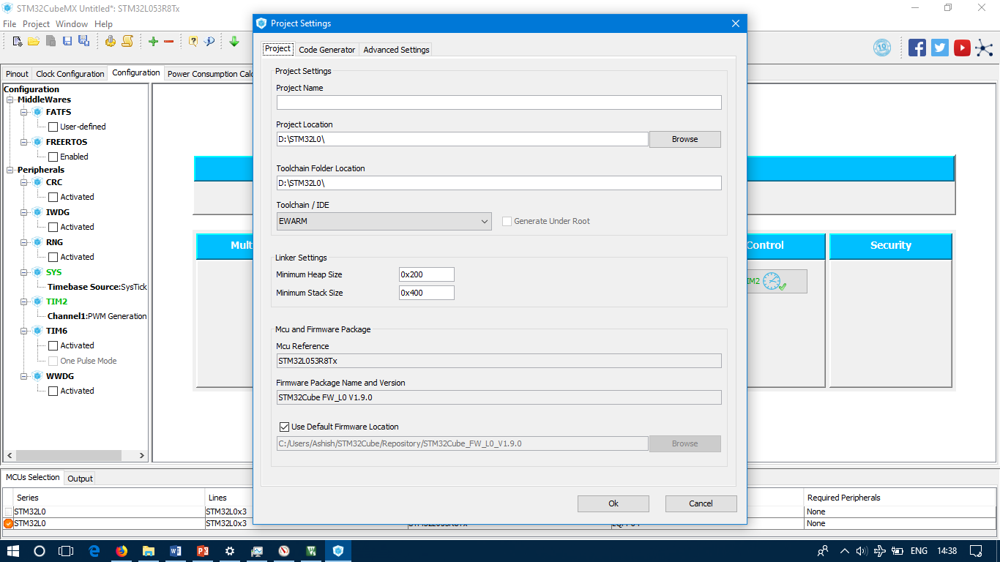 STM32CubeMX Untitled*: STM32L053R8Tx
File Project Window Help
Pinout Clock Configuration Configuration Power Consumption Calc
Configuration
MiddleWares
FATFS
User-defined
FREERTOS
Enabled
Peripherals
CRC
Activated
IWDG
Activated
RNG
Activated
SYS
Timebase Source:SysTick
TIM2
Channel1:PWM Generation
TIM6
Activated
One Pulse Mode
WWDG
Activated
Project Settings
Project Code Generator Advanced Settings
Project Settings
Project Name
Project Location
D:\STM32L0\ Browse
Toolchain Folder Location
D:\STM32L0\
Toolchain / IDE
EWARM Generate Under Root
Linker Settings
Minimum Heap Size 0x200
Minimum Stack Size 0x400
Mcu and Firmware Package
Mcu Reference
STM32L053R8Tx
Firmware Package Name and Version
STM32Cube FW_L0 V1.9.0
Use Default Firmware Location
C:/Users/Ashish/STM32Cube/Repository/STM32Cube_FW_L0_V1.9.0 Browse
Ok Cancel
10
Mult
Control
Security
IM2
MCUs Selection Output
Series Lines Required Peripherals
STM32L0 STM32L0x3 None
STM32L0 STM32L0x3 None
ENG 14:38